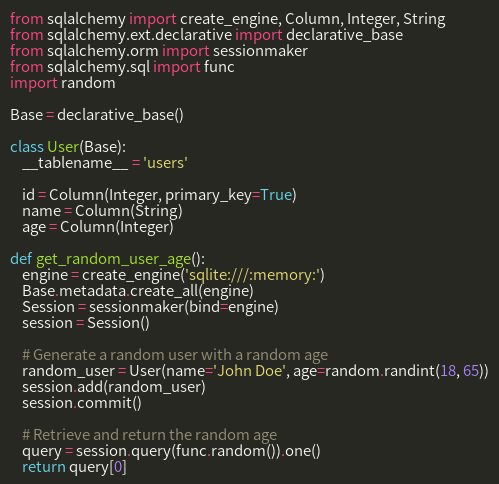 from sqlalchemy import create_engine, Column, Integer, String
from sqlalchemy.ext.declarative import declarative_base
from sqlalchemy.orm import sessionmaker
from sqlalchemy.sql import func
import random

Base = declarative_base()

class User(Base):
    __tablename__ = 'users'

    id = Column(Integer, primary_key=True)
    name = Column(String)
    age = Column(Integer)

def get_random_user_age():
    engine = create_engine('sqlite:///:memory:')
    Base.metadata.create_all(engine)
    Session = sessionmaker(bind=engine)
    session = Session()

    # Generate a random user with a random age
    random_user = User(name='John Doe', age=random.randint(18, 65))
    session.add(random_user)
    session.commit()

    # Retrieve and return the random age
    query = session.query(func.random()).one()
    return query[0]